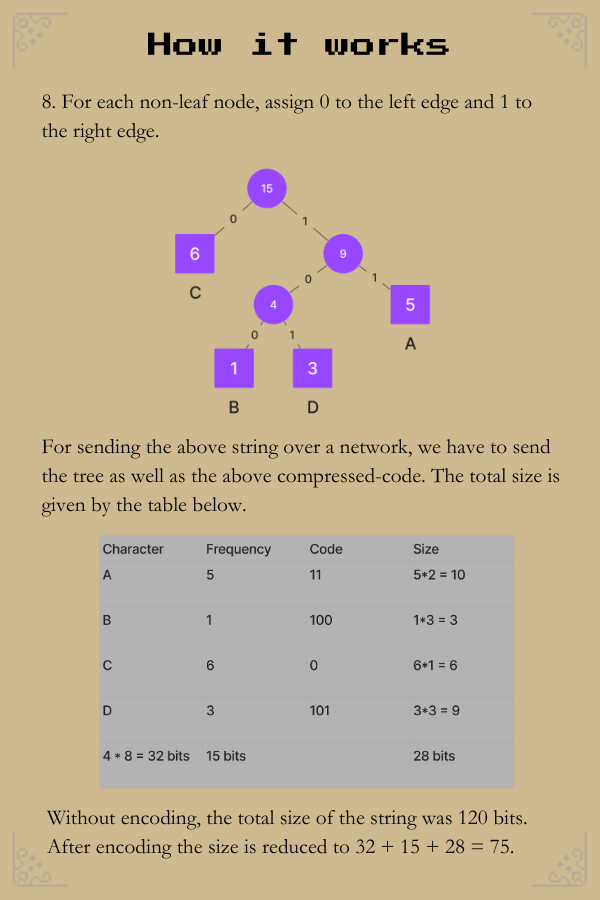 How it works
8. For each non-leaf node, assign 0 to the left edge and 1 to
the right edge.
15
0 1
6 9
C
0 1
4 5
A
0 1
1 3
B D
For sending the above string over a network, we have to send
the tree as well as the above compressed-code. The total size is
given by the table below.
Character Frequency Code Size
A 5 11 5*2 = 10
B 1 100 1*3 = 3
C 6 0 6*1 = 6
D 3 101 3*3 = 9
4 * 8 = 32 bits 15 bits 28 bits
Without encoding, the total size of the string was 120 bits.
After encoding the size is reduced to 32 + 15 + 28 = 75.